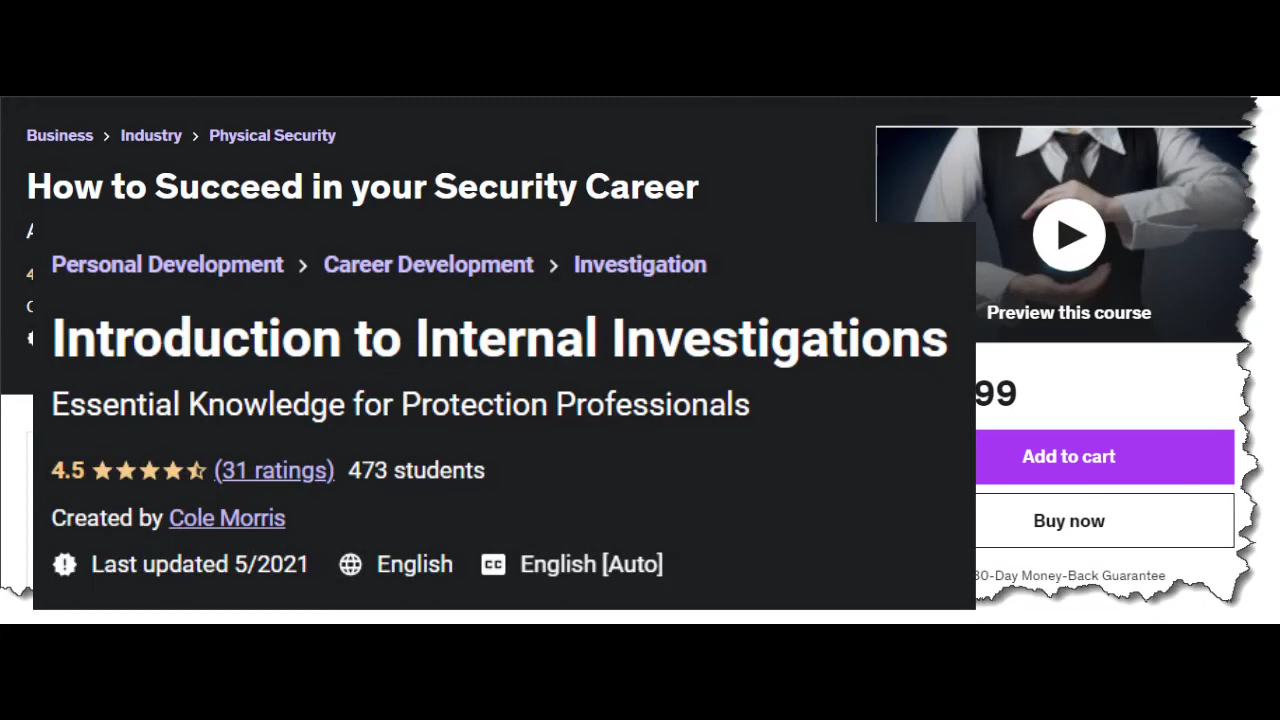 Business > Industry > Physical Security
How to Succeed in your Security Career
Personal Development > Career Development > Investigation
Introduction to Internal Investigations
Essential Knowledge for Protection Professionals
4.5 (31 ratings) 473 students
Created by Cole Morris
Last updated 5/2021 English CC English [Auto]
Preview this course
99
Add to cart
Buy now
30-Day Money-Back Guarantee